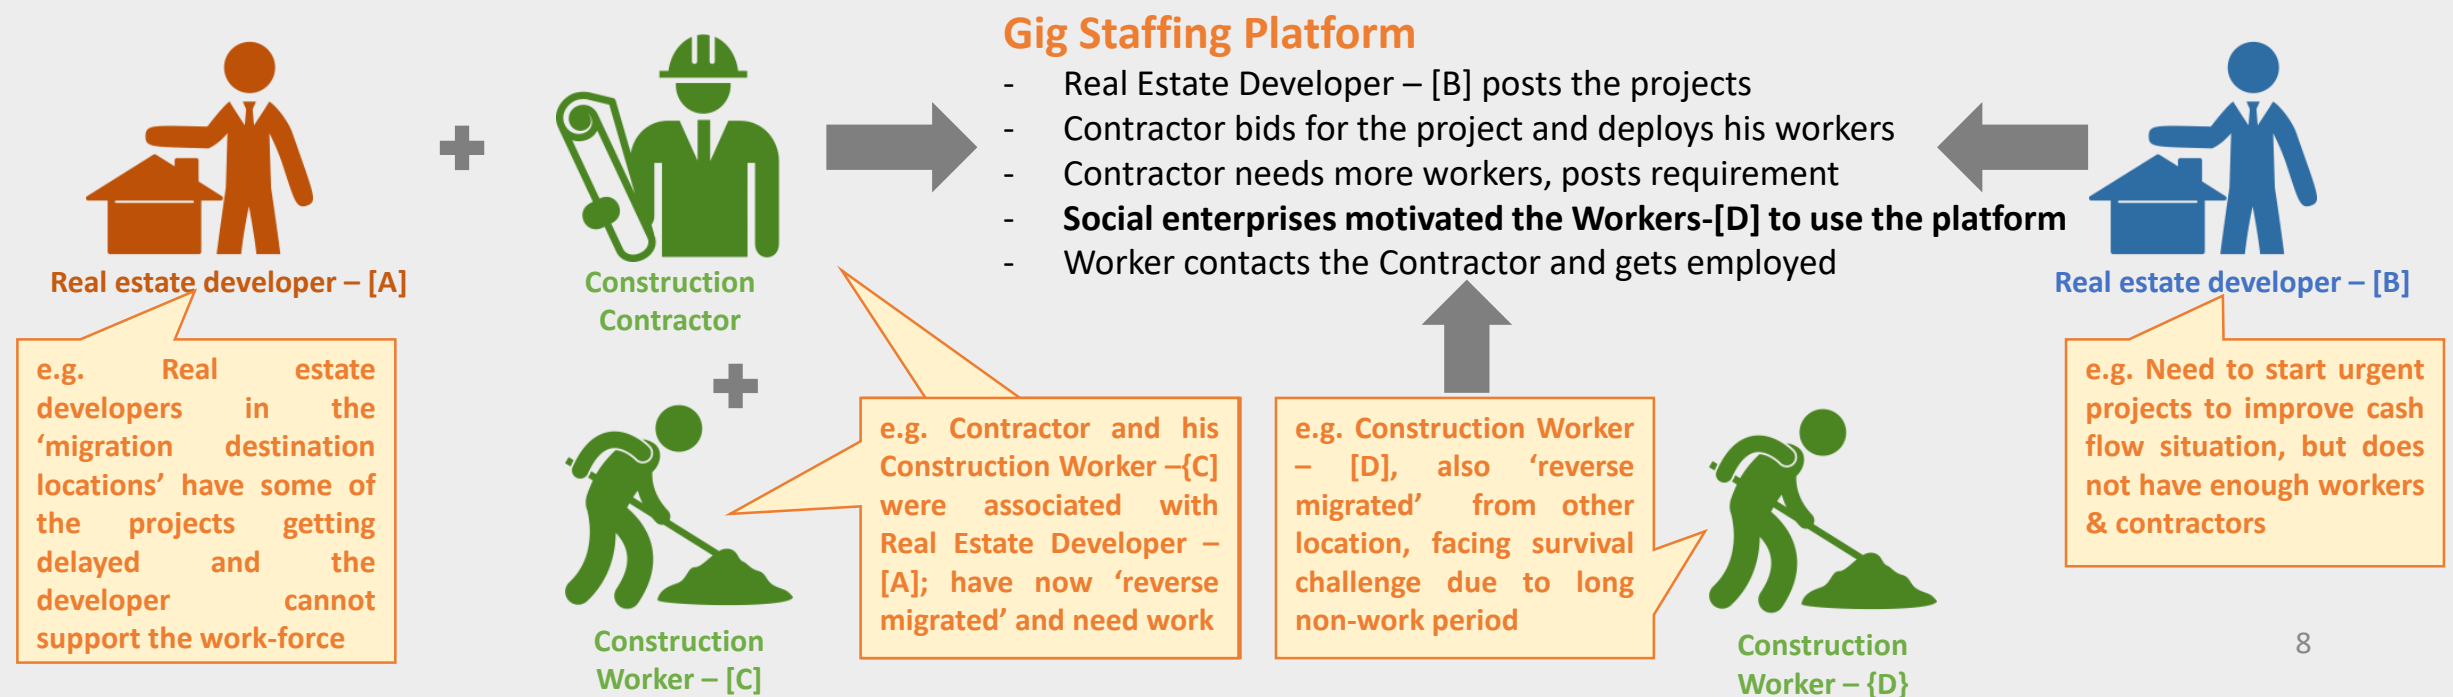 Gig Staffing Platform
- Real Estate Developer – [B] posts the projects
- Contractor bids for the project and deploys his workers
- Contractor needs more workers, posts requirement
- Social enterprises motivated the Workers-[D] to use the platform
- Worker contacts the Contractor and gets employed
Real estate developer – [A]
e.g. Real estate
developers in the
‘migration destination
locations’ have some of
the projects getting
delayed and the
developer cannot
support the work-force
Construction
Contractor
Construction
Worker – [C]
e.g. Contractor and his
Construction Worker –{C]
were associated with
Real Estate Developer –
[A]; have now ‘reverse
migrated’ and need work
e.g. Construction Worker
– [D], also ‘reverse
migrated’ from other
location, facing survival
challenge due to long
non-work period
Construction
Worker – {D}
Real estate developer – [B]
e.g. Need to start urgent
projects to improve cash
flow situation, but does
not have enough workers
& contractors
8